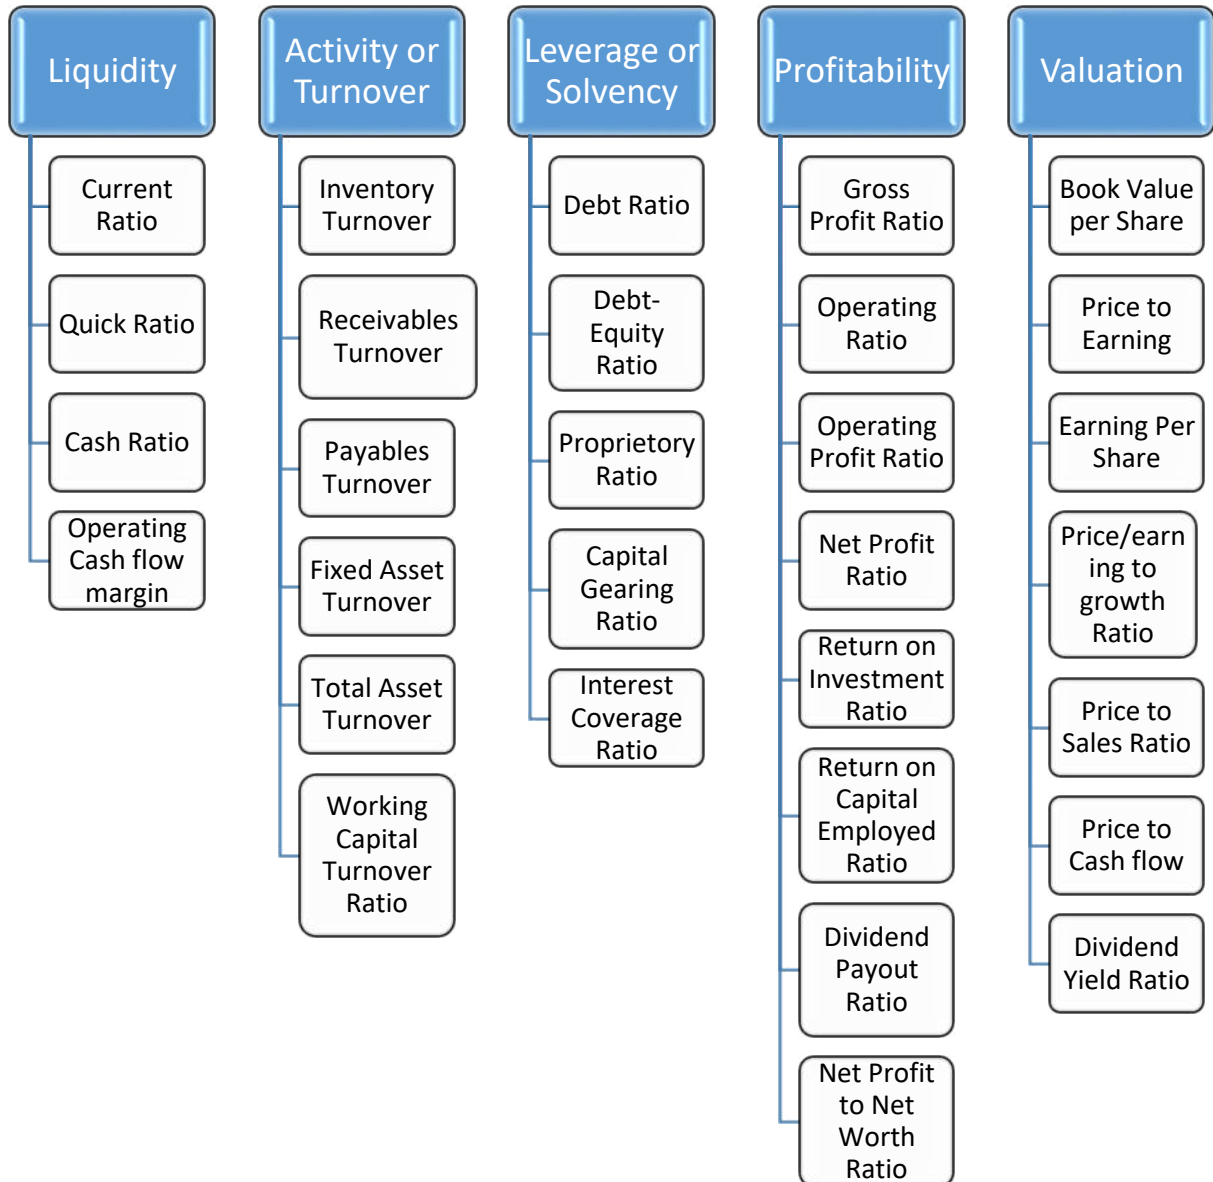 Liquidity
Current
Ratio
Quick Ratio
Cash Ratio
Operating
Cash flow
margin
Activity or
Turnover
Inventory
Turnover
Receivables
Turnover
Payables
Turnover
Fixed Asset
Turnover
Total Asset
Turnover
Working
Capital
Turnover
Ratio
Leverage or
Solvency
Debt Ratio
Debt-
Equity
Ratio
Proprietory
Ratio
Capital
Gearing
Ratio
Interest
Coverage
Ratio
Profitability
Gross
Profit Ratio
Operating
Ratio
Operating
Profit Ratio
Net Profit
Ratio
Return on
Investment
Ratio
Return on
Capital
Employed
Ratio
Dividend
Payout
Ratio
Net Profit
to Net
Worth
Ratio
Valuation
Book Value
per Share
Price to
Earning
Earning Per
Share
Price/earn
ing to
growth
Ratio
Price to
Sales Ratio
Price to
Cash flow
Dividend
Yield Ratio